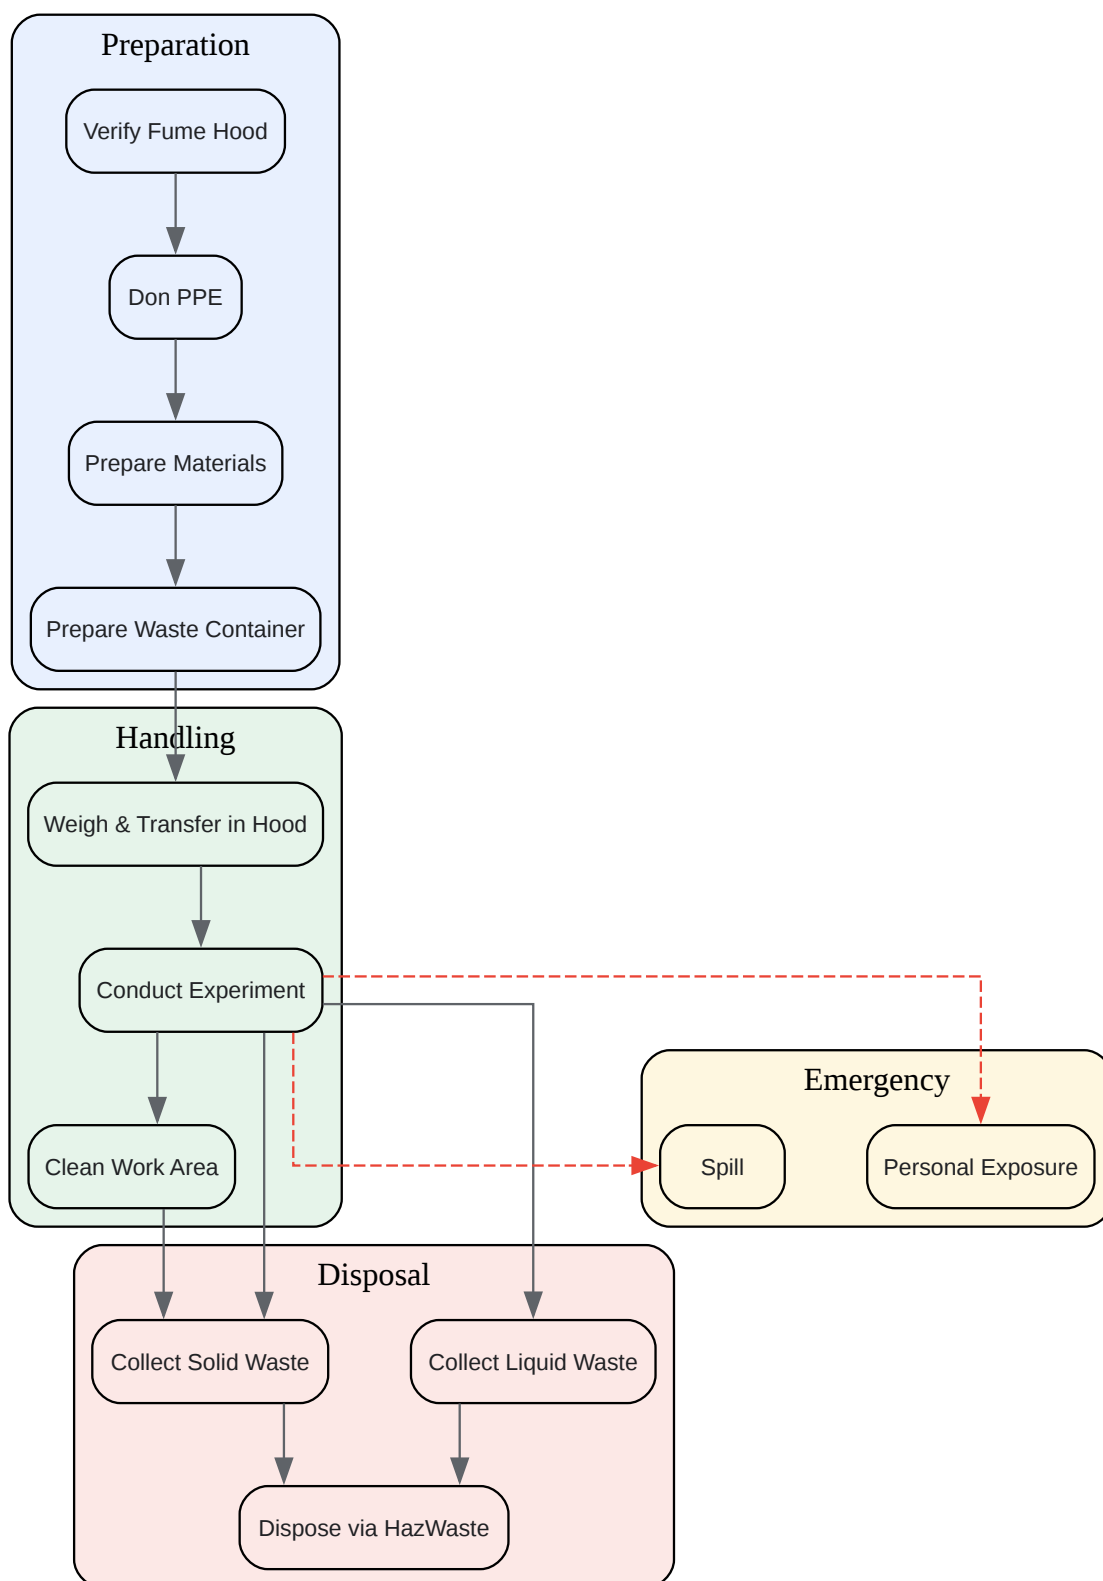 Preparation
Verify Fume Hood
Don PPE
Prepare Materials
Prepare Waste Container
Handling
Weigh & Transfer in Hood
Conduct Experiment
Clean Work Area
Emergency
Spill
Personal Exposure
Disposal
Collect Solid Waste
Collect Liquid Waste
Dispose via HazWaste